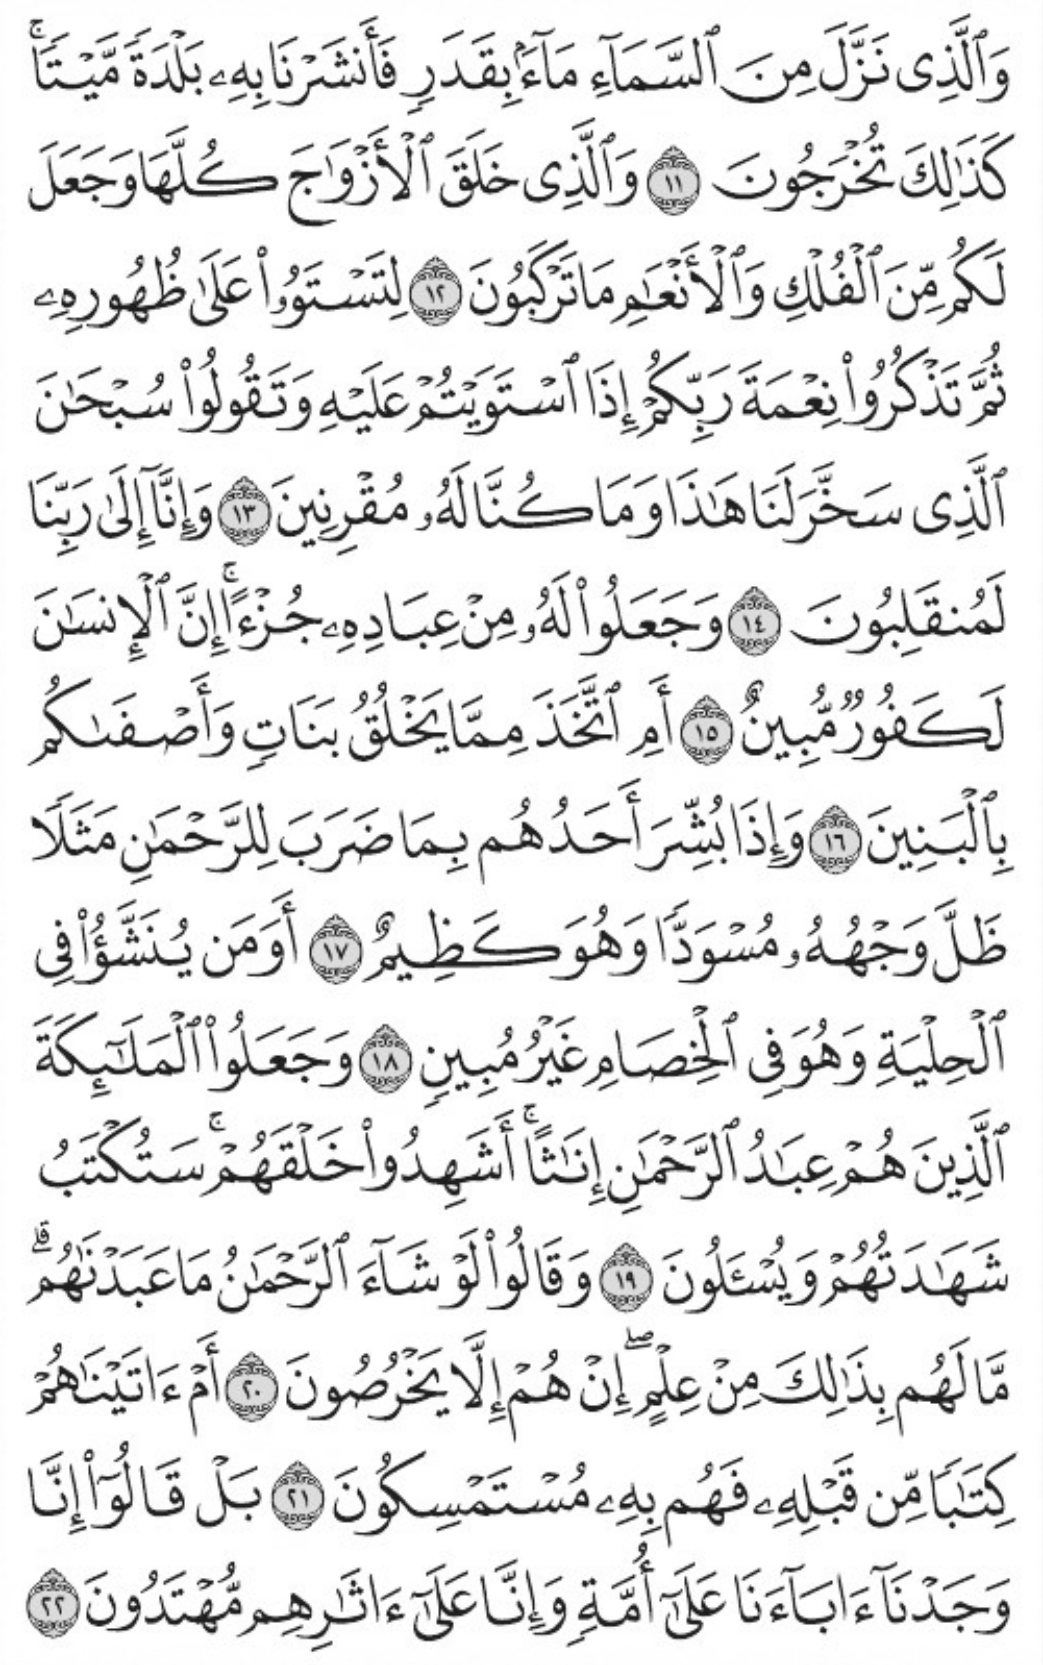 وَٱلَّذِى نَزَّلَ مِنَ ٱلسَّمَآءِ مَآءًۢ بِقَدَرٍ فَأَنشَرْنَا بِهِۦ بَلْدَةً مَّيْتًا ۚ
كَذَٰلِكَ تُخْرَجُونَ ١١ وَٱلَّذِى خَلَقَ ٱلْأَزْوَٰجَ كُلَّهَا وَجَعَلَ
لَكُم مِّنَ ٱلْفُلْكِ وَٱلْأَنْعَٰمِ مَا تَرْكَبُونَ ١٢ لِتَسْتَوُۥا۟ عَلَىٰ ظُهُورِهِۦ
ثُمَّ تَذْكُرُوا۟ نِعْمَةَ رَبِّكُمْ إِذَا ٱسْتَوَيْتُمْ عَلَيْهِ وَتَقُولُوا۟ سُبْحَٰنَ
ٱلَّذِى سَخَّرَ لَنَا هَٰذَا وَمَا كُنَّا لَهُۥ مُقْرِنِينَ ١٣ وَإِنَّآ إِلَىٰ رَبِّنَا
لَمُنقَلِبُونَ ١٤ وَجَعَلُوا۟ لَهُۥ مِنْ عِبَادِهِۦ جُزْءًا ۚ إِنَّ ٱلْإِنسَٰنَ
لَكَفُورٌ مُّبِينٌ ١٥ أَمِ ٱتَّخَذَ مِمَّا يَخْلُقُ بَنَاتٍ وَأَصْفَىٰكُم
بِٱلْبَنِينَ ١٦ وَإِذَا بُشِّرَ أَحَدُهُم بِمَا ضَرَبَ لِلرَّحْمَٰنِ مَثَلًا
ظَلَّ وَجْهُهُۥ مُسْوَدًّا وَهُوَ كَظِيمٌ ١٧ أَوَمَن يُنَشَّؤُا۟ فِى
ٱلْحِلْيَةِ وَهُوَ فِى ٱلْخِصَامِ غَيْرُ مُبِينٍ ١٨ وَجَعَلُوا۟ ٱلْمَلَٰٓئِكَةَ
ٱلَّذِينَ هُمْ عِبَٰدُ ٱلرَّحْمَٰنِ إِنَٰثًا ۚ أَشَهِدُوا۟ خَلْقَهُمْ ۚ سَتُكْتَبُ
شَهَٰدَتُهُمْ وَيُسْـَٔلُونَ ١٩ وَقَالُوا۟ لَوْ شَآءَ ٱلرَّحْمَٰنُ مَا عَبَدْنَٰهُم ۗ
مَّا لَهُم بِذَٰلِكَ مِنْ عِلْمٍ ۖ إِنْ هُمْ إِلَّا يَخْرُصُونَ ٢٠ أَمْ ءَاتَيْنَٰهُمْ
كِتَٰبًا مِّن قَبْلِهِۦ فَهُم بِهِۦ مُسْتَمْسِكُونَ ٢١ بَلْ قَالُوٓا۟ إِنَّا
وَجَدْنَآ ءَابَآءَنَا عَلَىٰٓ أُمَّةٍ وَإِنَّا عَلَىٰٓ ءَاثَٰرِهِم مُّهْتَدُونَ ٢٢